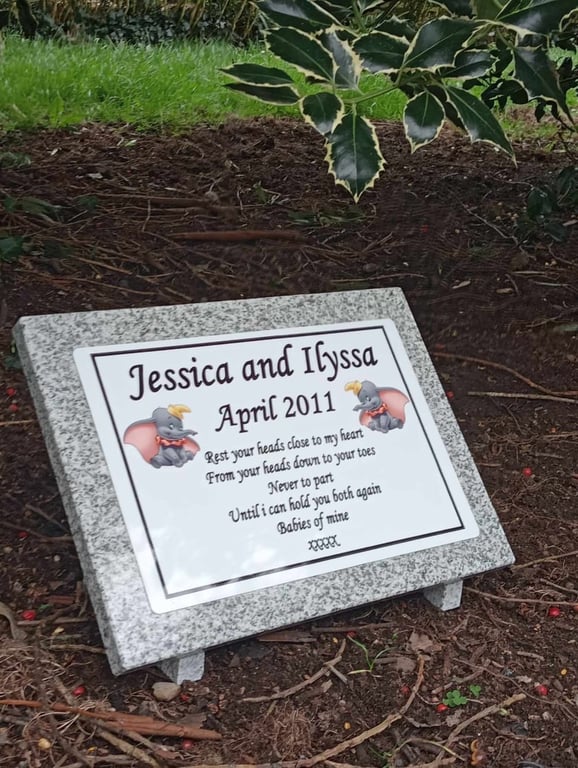 Jessica and Ilyssa
April 2011
Rest your heads close to my heart
From your heads down to your toes
Never to part
Until i can hold you both again
Babies of mine
xxxxx